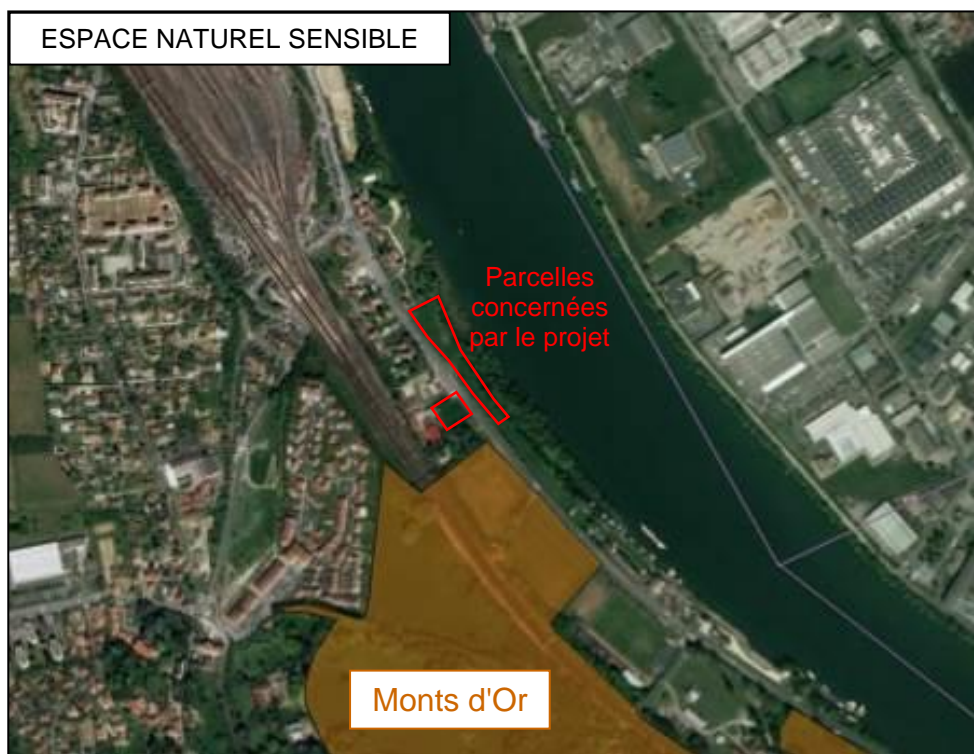 ESPACE NATUREL SENSIBLE
Parcelles
concernées
par le projet
Monts d'Or